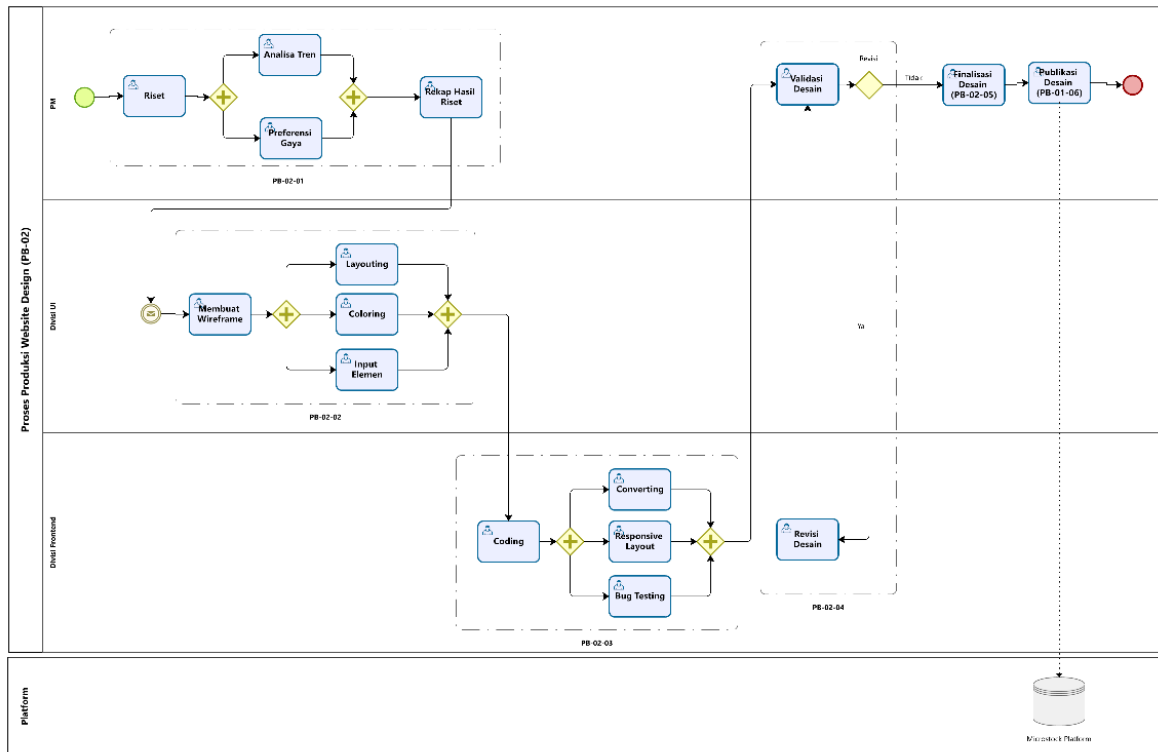 Proses Produksi Website Design (PB-02)
PM
Riset
Analisa Tren
Preferensi
Gaya
Rekap Hasil
Riset
PB-02-01
Validasi
Desain
Revisi
Tidak
Finalisasi
Desain
(PB-02-05)
Publikasi
Desain
(PB-01-06)
Divisi UI
Membuat
Wireframe
Layouting
Coloring
Input
Elemen
PB-02-02
Ya
Divisi Frontend
Coding
Converting
Responsive
Layout
Bug Testing
PB-02-03
Revisi
Desain
PB-02-04
Platform
Microstock Platform